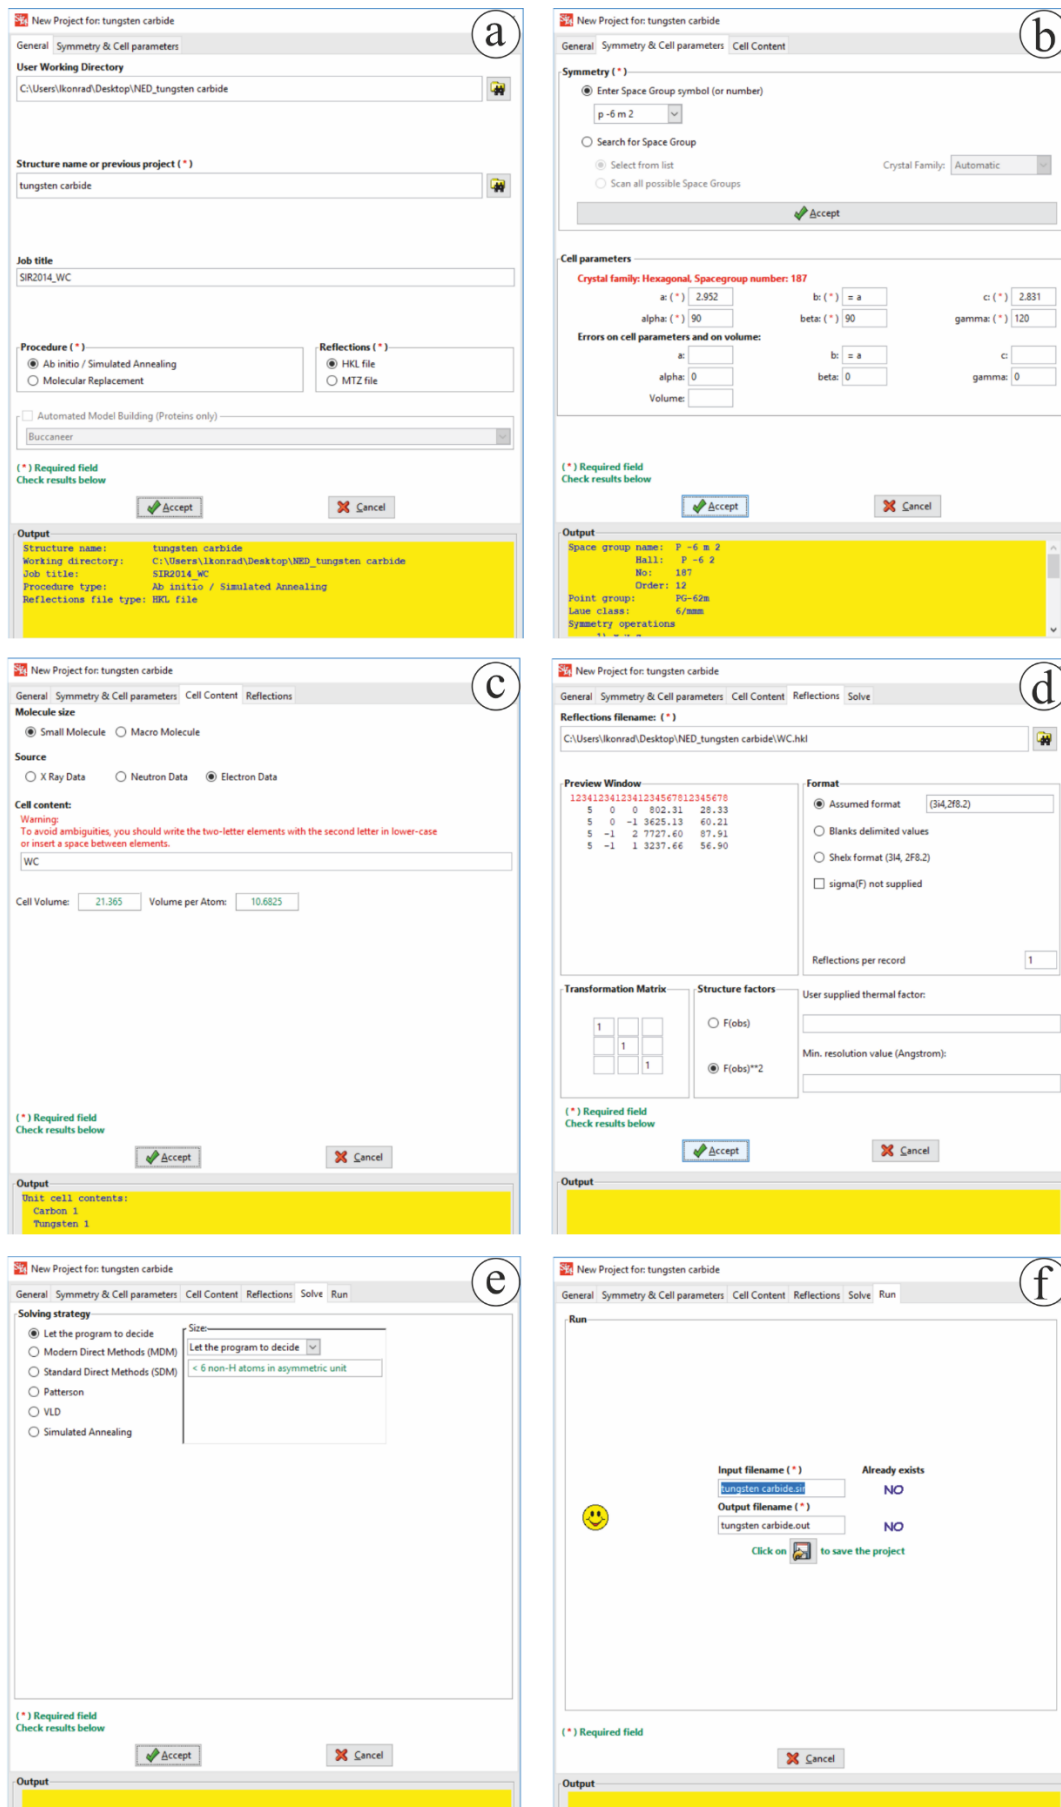 New Project for: tungsten carbide
a
General Symmetry & Cell parameters
User Working Directory
C:\Users\lkonrad\Desktop\NED_tungsten carbide
Structure name or previous project ( * )
tungsten carbide
Job title
SIR2014_WC
Procedure ( * )
Ab initio / Simulated Annealing
Molecular Replacement
Reflections ( * )
HKL file
MTZ file
Automated Model Building (Proteins only)
Buccaneer
( * ) Required field
Check results below
Accept Cancel
Output
Structure name: tungsten carbide
Working directory: C:\Users\lkonrad\Desktop\NED_tungsten carbide
Job title: SIR2014_WC
Procedure type: Ab initio / Simulated Annealing
Reflections file type: HKL file
New Project for: tungsten carbide
b
General Symmetry & Cell parameters Cell Content
Symmetry ( * )
Enter Space Group symbol (or number)
p -6 m 2
Search for Space Group
Select from list Crystal Family: Automatic
Scan all possible Space Groups
Accept
Cell parameters
Crystal family: Hexagonal, Spacegroup number: 187
a: ( * ) 2.952 b: ( * ) = a c: ( * ) 2.831
alpha: ( * ) 90 beta: ( * ) 90 gamma: ( * ) 120
Errors on cell parameters and on volume:
a: b: = a c:
alpha: 0 beta: 0 gamma: 0
Volume:
( * ) Required field
Check results below
Accept Cancel
Output
Space group name: P -6 m 2
Hall: P -6 2
No: 187
Order: 12
Point group: PG-62m
Laue class: 6/mmm
Symmetry operations
New Project for: tungsten carbide
c
General Symmetry & Cell parameters Cell Content Reflections
Molecule size
Small Molecule Macro Molecule
Source
X Ray Data Neutron Data Electron Data
Cell content:
Warning:
To avoid ambiguities, you should write the two-letter elements with the second letter in lower-case
or insert a space between elements.
WC
Cell Volume: 21.365 Volume per Atom: 10.6825
( * ) Required field
Check results below
Accept Cancel
Output
Unit cell contents:
Carbon 1
Tungsten 1
New Project for: tungsten carbide
d
General Symmetry & Cell parameters Cell Content Reflections Solve
Reflections filename: ( * )
C:\Users\lkonrad\Desktop\NED_tungsten carbide\WC.hkl
Preview Window
1234123412341234567812345678
5 0 0 802.31 28.33
5 0 -1 3625.13 60.21
5 -1 2 7727.60 87.91
5 -1 1 3237.66 56.90
Format
Assumed format (3i4,2f8.2)
Blanks delimited values
Shelx format (3I4, 2F8.2)
sigma(F) not supplied
Reflections per record 1
Transformation Matrix
1
1
1
Structure factors
F(obs)
F(obs)**2
User supplied thermal factor:
Min. resolution value (Angstrom):
( * ) Required field
Check results below
Accept Cancel
Output
New Project for: tungsten carbide
e
General Symmetry & Cell parameters Cell Content Reflections Solve Run
Solving strategy
Let the program to decide
Modern Direct Methods (MDM)
Standard Direct Methods (SDM)
Patterson
VLD
Simulated Annealing
Size:
Let the program to decide
< 6 non-H atoms in asymmetric unit
( * ) Required field
Check results below
Accept Cancel
Output
New Project for: tungsten carbide
f
General Symmetry & Cell parameters Cell Content Reflections Solve Run
Run
Input filename ( * ) Already exists
tungsten carbide.sir NO
Output filename ( * )
tungsten carbide.out NO
Click on to save the project
( * ) Required field
Cancel
Output